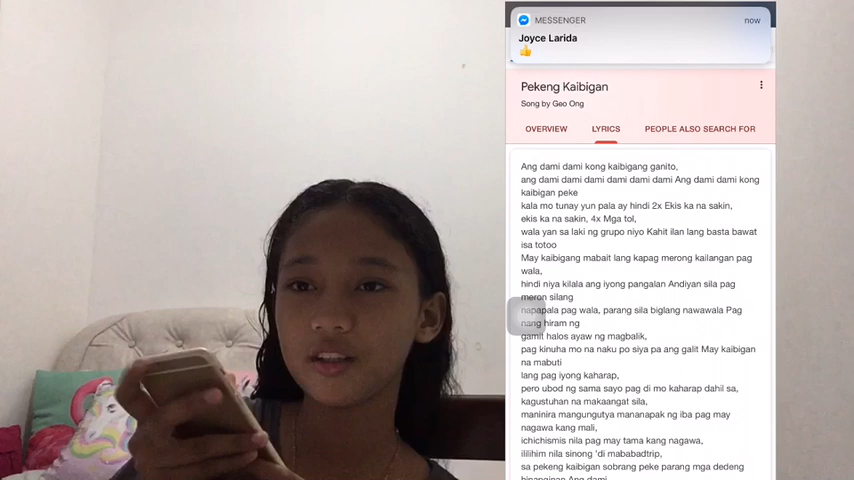 MESSENGER
now
Joyce Larida
Pekeng Kaibigan
Song by Geo Ong
OVERVIEW
LYRICS
PEOPLE ALSO SEARCH FOR
Ang dami dami kong kaibigang ganito,
ang dami dami dami dami dami dami Ang dami dami kong
kaibigan peke
kala mo tunay yun pala ay hindi 2x Ekis ka na sakin,
ekis ka na sakin, 4x Mga tol,
wala yan sa laki ng grupo niyo Kahit ilan lang basta bawat
isa totoo
May kaibigang mabait lang kapag merong kailangan pag
wala,
hindi niya kilala ang iyong pangalan Andiyan sila pag
meron silang
napapala pag wala, parang sila biglang nawawala Pag
nang hiram ng
gamit halos ayaw ng magbalik,
pag kinuha mo na naku po siya pa ang galit May kaibigan
na mabuti
lang pag iyong kaharap,
pero ubod ng sama sayo pag di mo kaharap dahil sa,
kagustuhan na makaangat sila,
maninira mangungutya mananapak ng iba pag may
nagawa kang mali,
ichichismis nila pag may tama kang nagawa,
ililihim nila sinong 'di mababadtrip,
sa pekeng kaibigan sobrang peke parang mga dedeng
hinanginan Ang dami